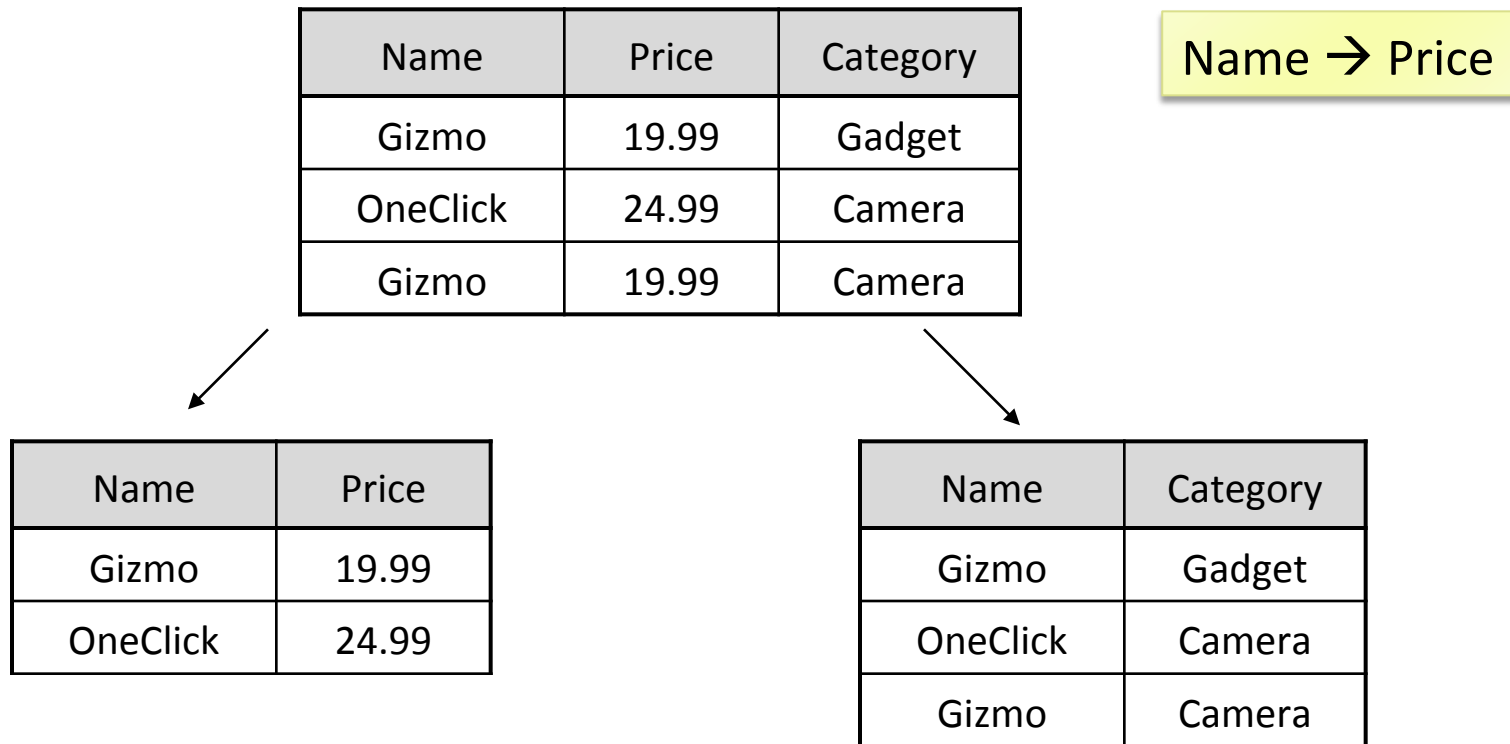 Name Price Category
Gizmo 19.99 Gadget
OneClick 24.99 Camera
Gizmo 19.99 Camera
Name → Price
Name Price
Gizmo 19.99
OneClick 24.99
Name Category
Gizmo Gadget
OneClick Camera
Gizmo Camera